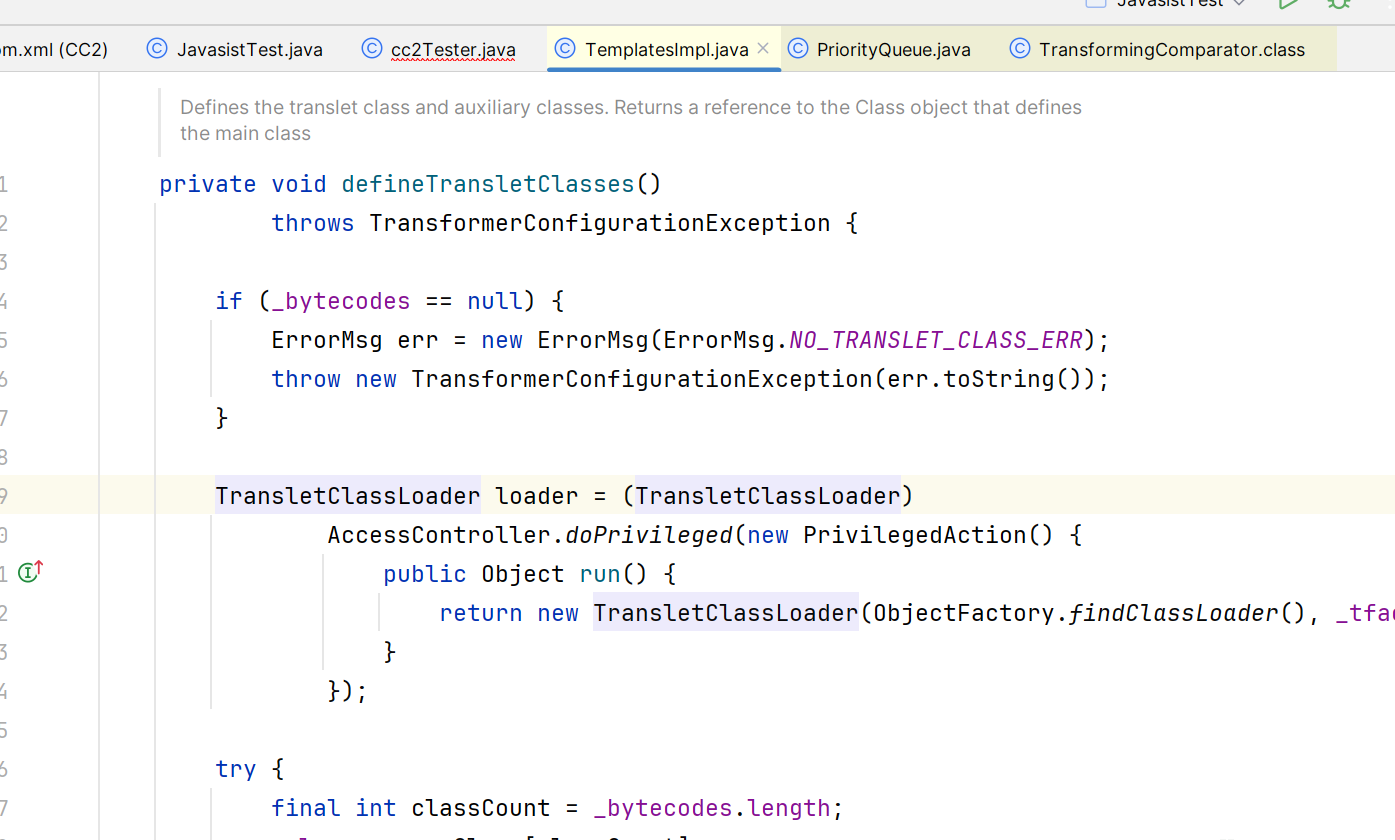 JavasistTest
om.xml (CC2) JavasistTest.java cc2Tester.java TemplatesImpl.java PriorityQueue.java TransformingComparator.class
Defines the translet class and auxiliary classes. Returns a reference to the Class object that defines
the main class
1 private void defineTransletClasses()
2 throws TransformerConfigurationException {
3
4 if (_bytecodes == null) {
5 ErrorMsg err = new ErrorMsg(ErrorMsg.NO_TRANSLET_CLASS_ERR);
6 throw new TransformerConfigurationException(err.toString());
7 }
8
9 TransletClassLoader loader = (TransletClassLoader)
0 AccessController.doPrivileged(new PrivilegedAction() {
1 public Object run() {
2 return new TransletClassLoader(ObjectFactory.findClassLoader(), _tfac
3 }
4 });
5
6 try {
7 final int classCount = _bytecodes.length;